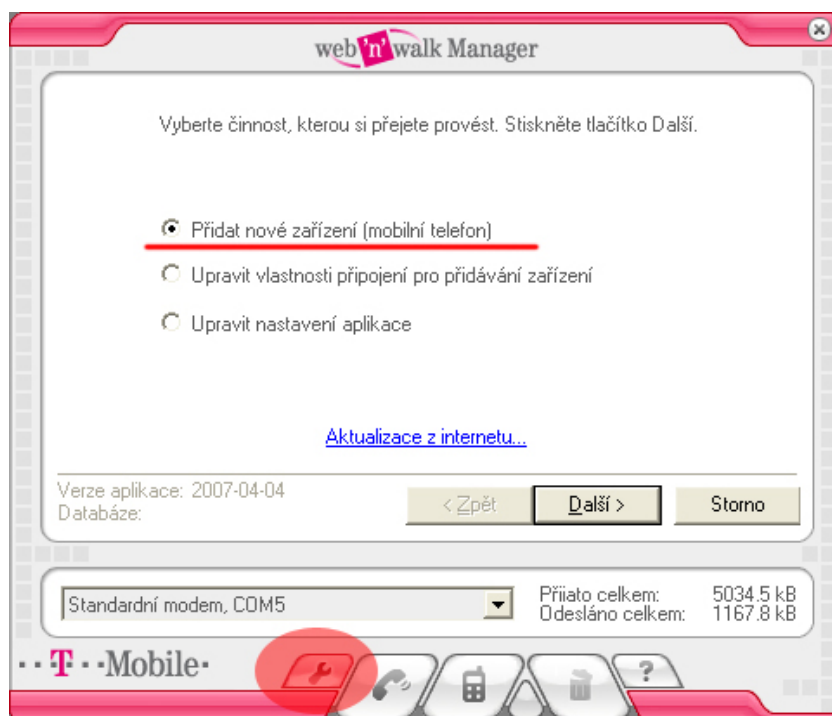 web'n'walk Manager
Vyberte činnost, kterou si přejete provést. Stiskněte tlačítko Další.
Přidat nové zařízení (mobilní telefon)
Upravit vlastnosti připojení pro přidávání zařízení
Upravit nastavení aplikace
Aktualizace z internetu...
Verze aplikace: 2007-04-04
Databáze:
< Zpět Další > Storno
Standardní modem, COM5
Přijato celkem: 5034.5 kB
Odesláno celkem: 1167.8 kB
··T··Mobile·
?